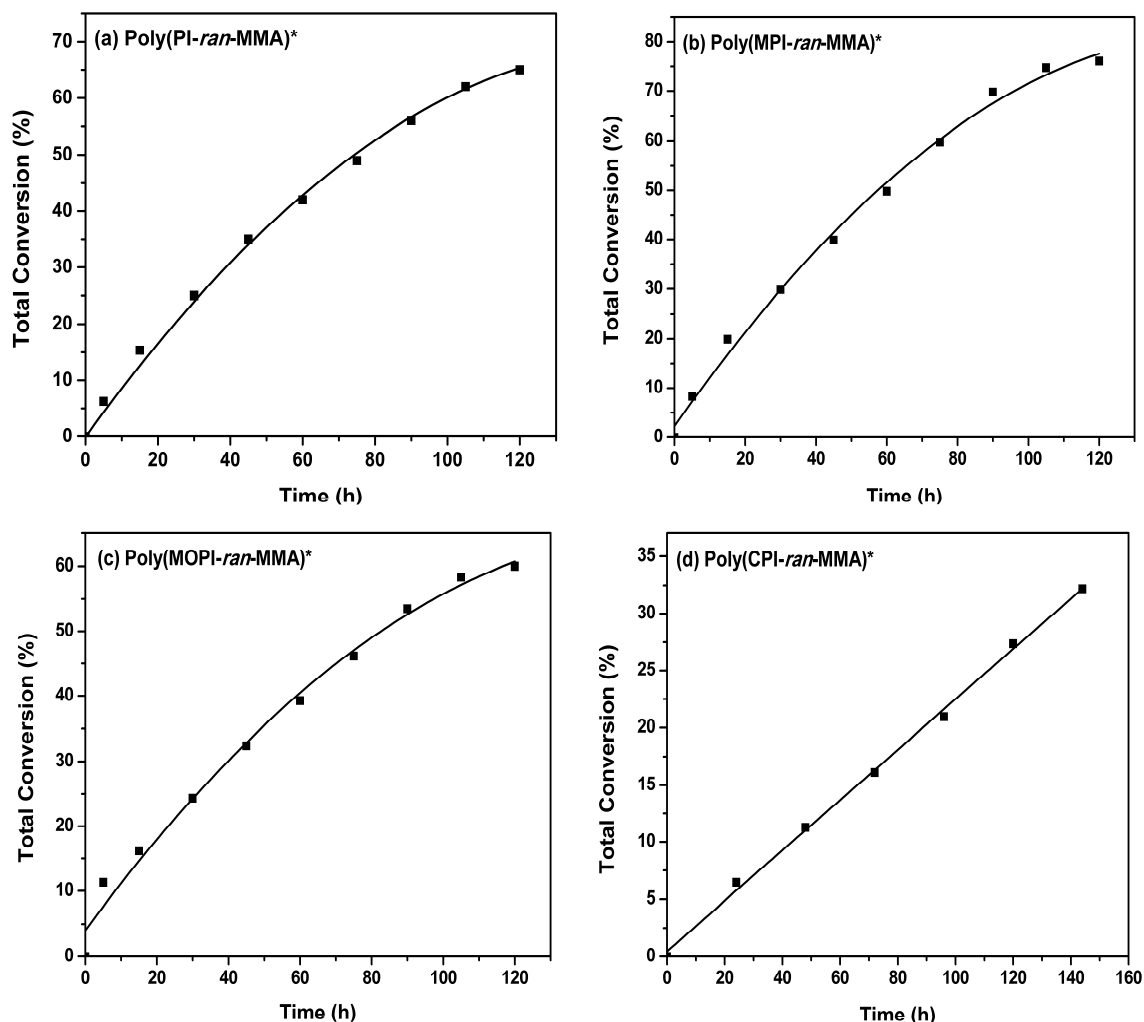 (a) Poly(PI-ran-MMA)*
Total Conversion (%)
70
60
50
40
30
20
10
0
0 20 40 60 80 100 120
Time (h)
(b) Poly(MPI-ran-MMA)*
Total Conversion (%)
80
70
60
50
40
30
20
10
0
0 20 40 60 80 100 120
Time (h)
(c) Poly(MOPI-ran-MMA)*
Total Conversion (%)
60
50
40
30
20
10
0
0 20 40 60 80 100 120
Time (h)
(d) Poly(CPI-ran-MMA)*
Total Conversion (%)
35
30
25
20
15
10
5
0
0 20 40 60 80 100 120 140 160
Time (h)